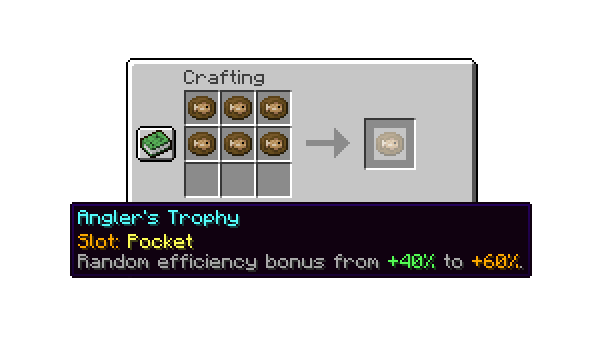 Crafting
Angler's Trophy
Slot: Pocket
Random efficiency bonus from +40% to +60%.